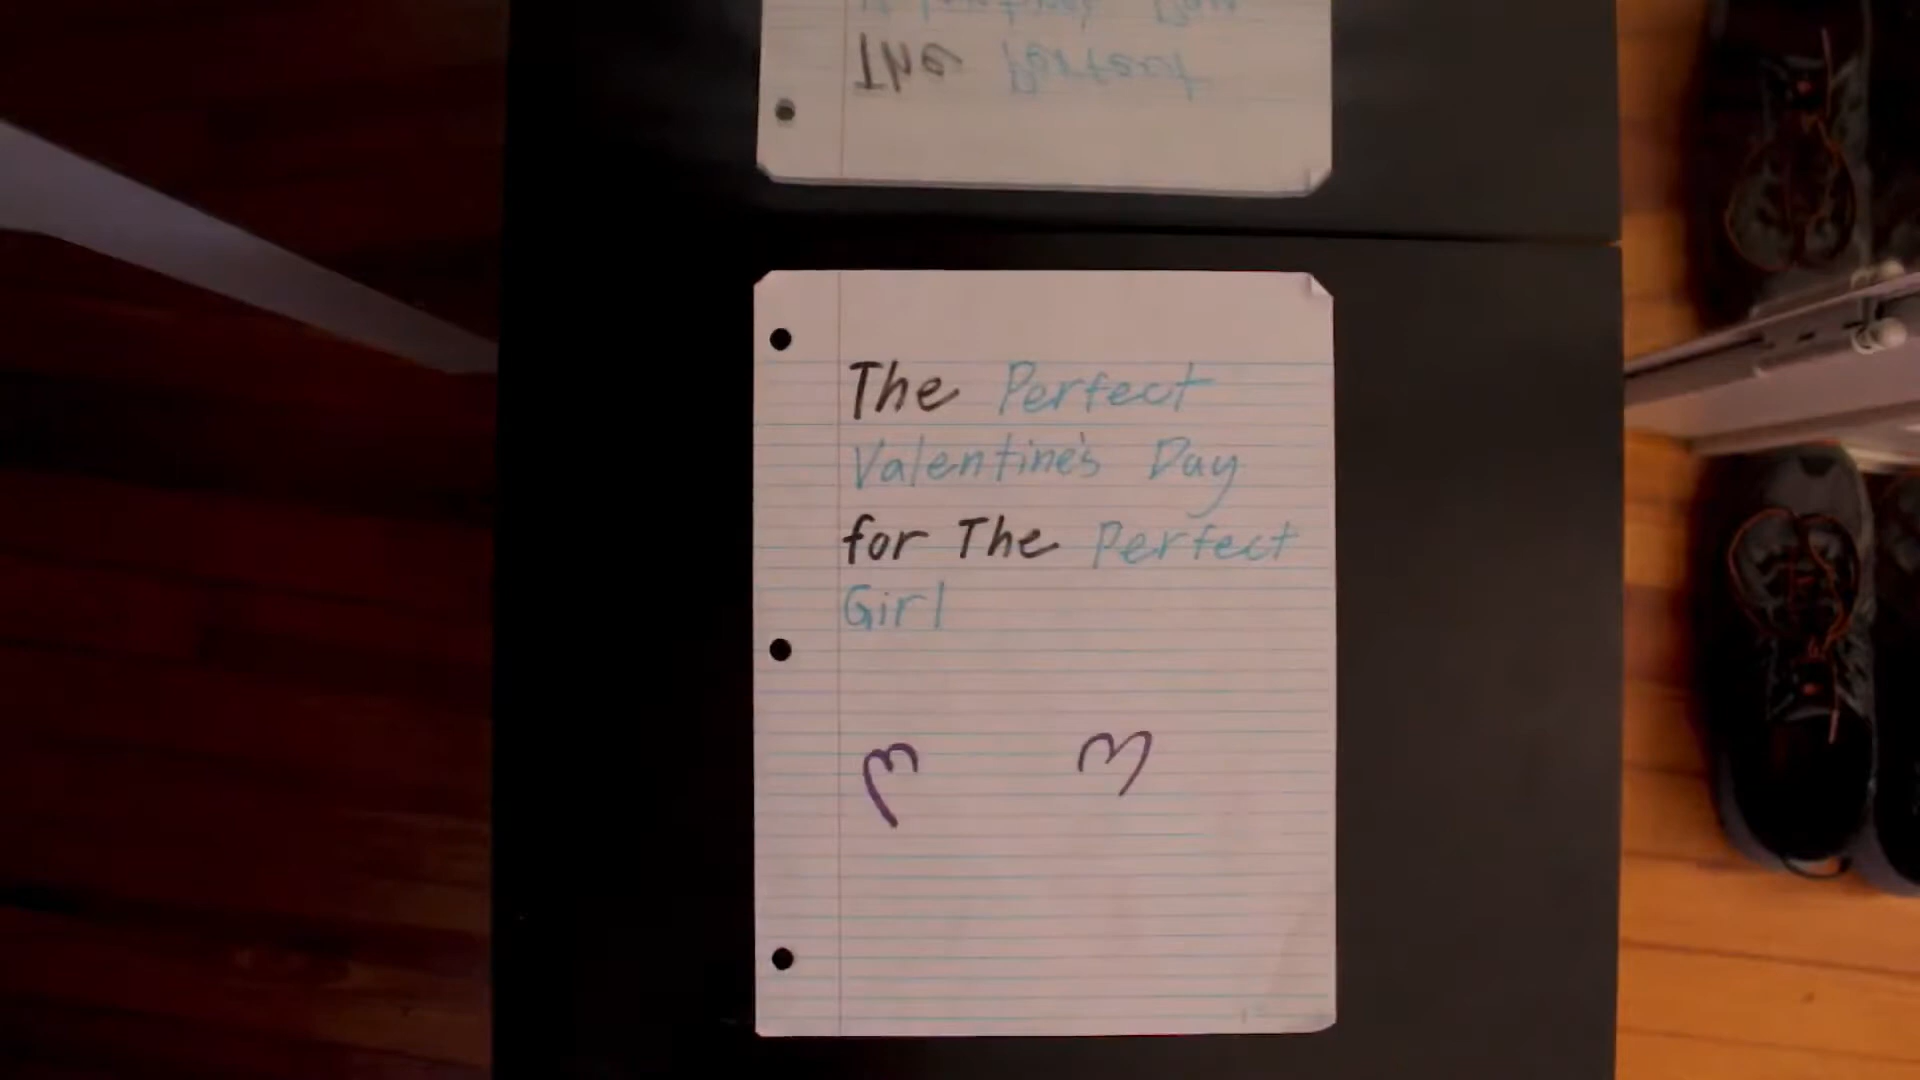 The Perfect
Valentine's Day
for The Perfect
Girl